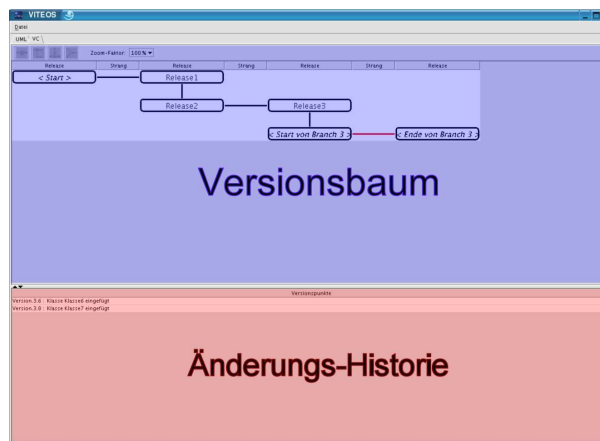 VITEOS
Datei
UML VC
Zoom-Faktor: 100%
Release Strang Release Strang Release Strang Release
< Start > Release1
Release2 Release3
< Start von Branch 3 > < Ende von Branch 3 >
Versionsbaum
Versionspunkte
Version.3.6 : Klasse Klasse6 eingefügt
Version.3.9 : Klasse Klasse7 eingefügt
Änderungs-Historie